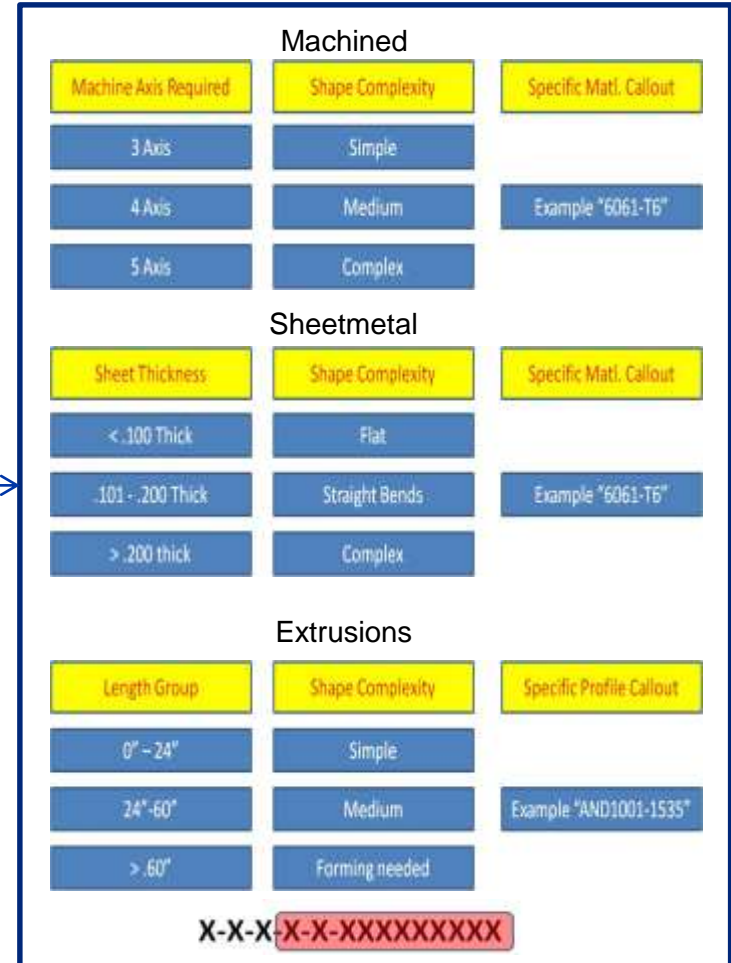 Machined
Machine Axis Required Shape Complexity Specific Matl. Callout
3 Axis Simple
4 Axis Medium Example "6061-T6"
5 Axis Complex
Sheetmetal
Sheet Thickness Shape Complexity Specific Matl. Callout
< .100 Thick Flat
.101 - .200 Thick Straight Bends Example "6061-T6"
> .200 thick Complex
Extrusions
Length Group Shape Complexity Specific Profile Callout
0" – 24" Simple
24"-60" Medium Example "AND1001-1535"
> .60" Forming needed
X-X-X-X-X-XXXXXXXXX